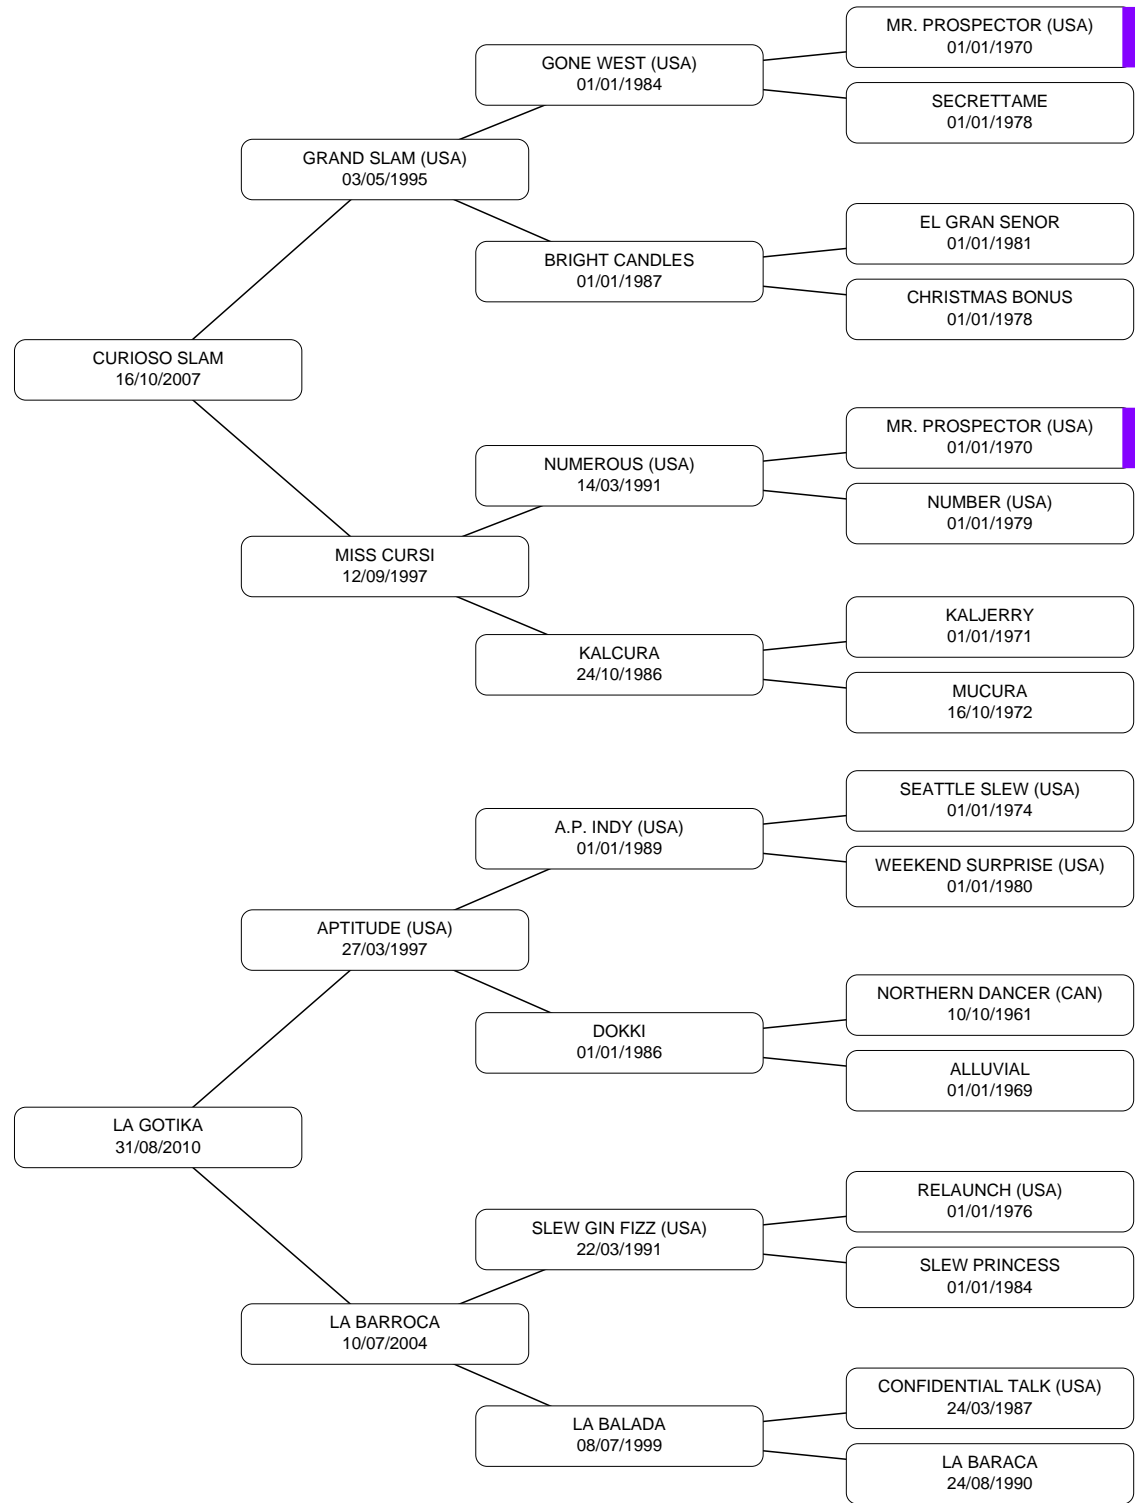 MR. PROSPECTOR (USA)
01/01/1970
GONE WEST (USA)
01/01/1984
SECRETTAME
01/01/1978
GRAND SLAM (USA)
03/05/1995
EL GRAN SENOR
01/01/1981
BRIGHT CANDLES
01/01/1987
CHRISTMAS BONUS
01/01/1978
CURIOSO SLAM
16/10/2007
MR. PROSPECTOR (USA)
01/01/1970
NUMEROUS (USA)
14/03/1991
NUMBER (USA)
01/01/1979
MISS CURSI
12/09/1997
KALJERRY
01/01/1971
KALCURA
24/10/1986
MUCURA
16/10/1972
SEATTLE SLEW (USA)
01/01/1974
A.P. INDY (USA)
01/01/1989
WEEKEND SURPRISE (USA)
01/01/1980
APTITUDE (USA)
27/03/1997
NORTHERN DANCER (CAN)
10/10/1961
DOKKI
01/01/1986
ALLUVIAL
01/01/1969
LA GOTIKA
31/08/2010
RELAUNCH (USA)
01/01/1976
SLEW GIN FIZZ (USA)
22/03/1991
SLEW PRINCESS
01/01/1984
LA BARROCA
10/07/2004
CONFIDENTIAL TALK (USA)
24/03/1987
LA BALADA
08/07/1999
LA BARACA
24/08/1990